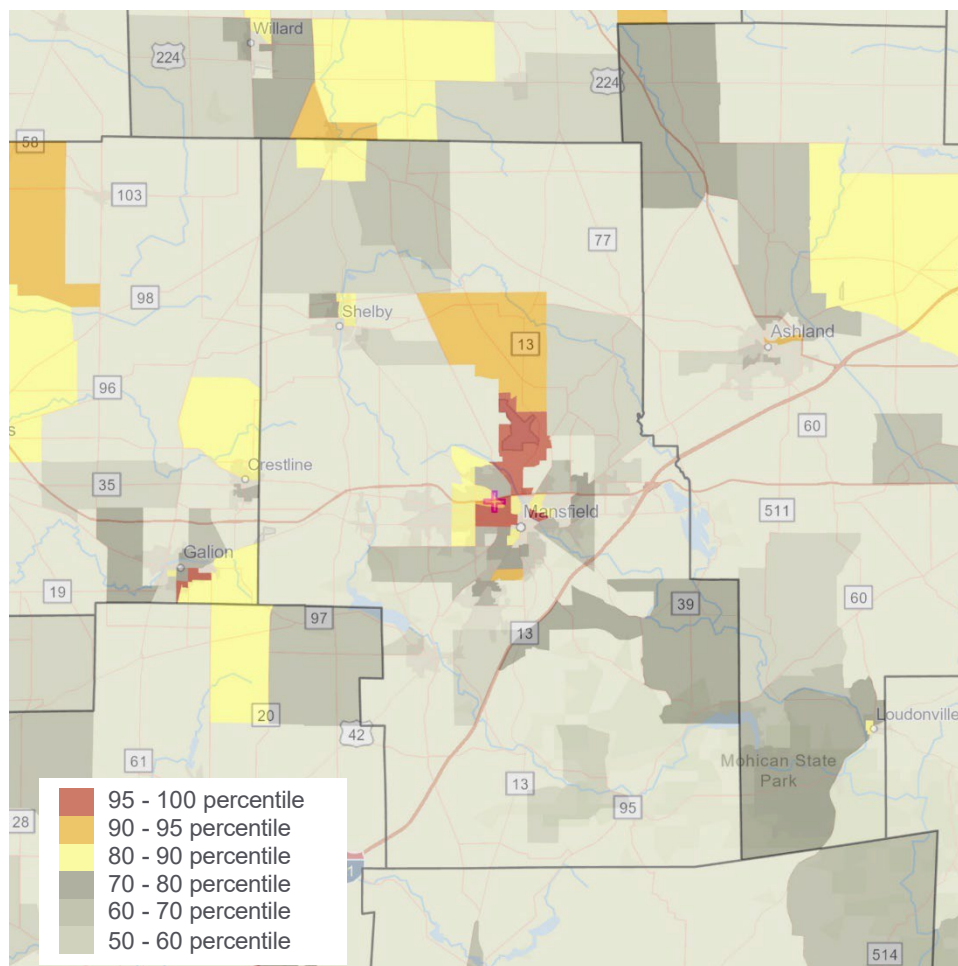 Willard
224
224
58
103
77
98
Shelby
13
Ashland
96
60
s
Crestline
35
511
Mansfield
Galion
19
39
60
97
13
20
42
Loudonville
61
Mohican State
Park
13
95
28
1
514
95 - 100 percentile
90 - 95 percentile
80 - 90 percentile
70 - 80 percentile
60 - 70 percentile
50 - 60 percentile